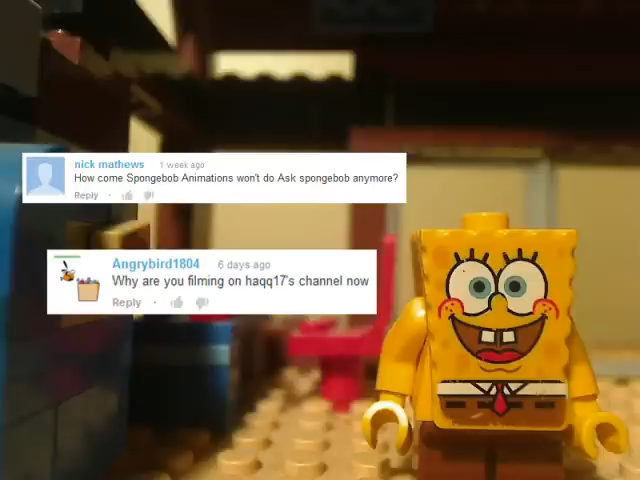 nick mathews 1 week ago
How come Spongebob Animations won't do Ask spongebob anymore?
Reply ·
Angrybird1804 6 days ago
Why are you filming on haqq17's channel now
Reply ·